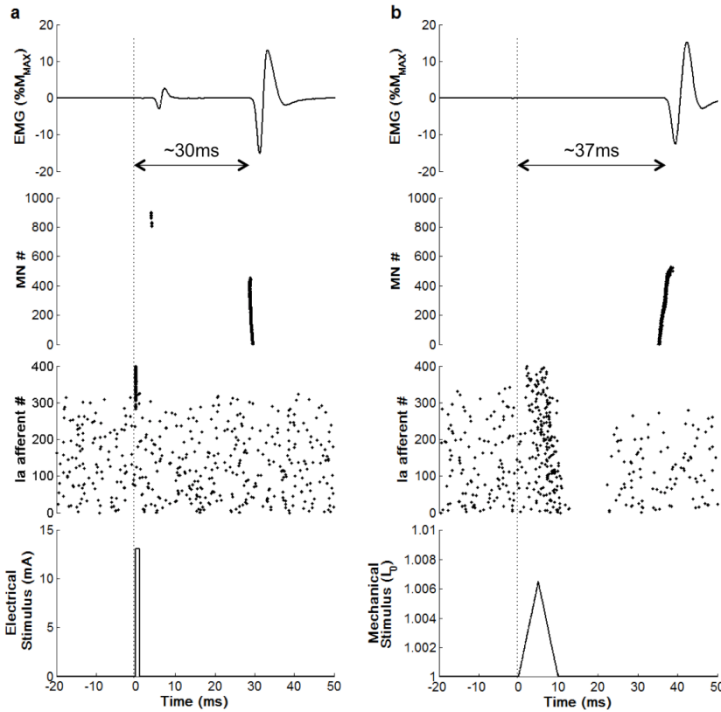 a
EMG (%MMAX)
20
10
0
-10
-20
~30ms
MN #
1000
800
600
400
200
0
Ia afferent #
400
300
200
100
0
Electrical
Stimulus (mA)
15
10
5
0
-20 -10 0 10 20 30 40 50
Time (ms)
b
EMG (%MMAX)
20
10
0
-10
-20
~37ms
MN #
1000
800
600
400
200
0
Ia afferent #
400
300
200
100
0
Mechanical
Stimulus (L0)
1.01
1.008
1.006
1.004
1.002
1
-20 -10 0 10 20 30 40 50
Time (ms)